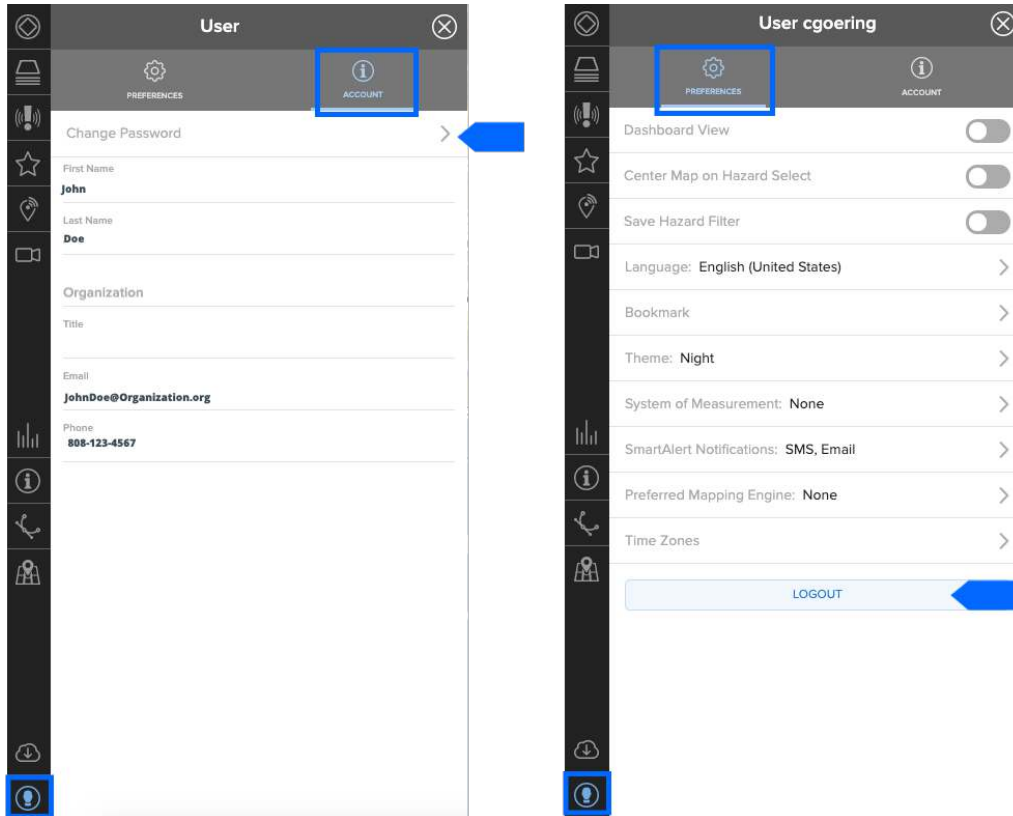 User
PREFERENCES
ACCOUNT
Change Password
First Name
John
Last Name
Doe
Organization
Title
Email
JohnDoe@Organization.org
Phone
808-123-4567
User cgoering
PREFERENCES
ACCOUNT
Dashboard View
Center Map on Hazard Select
Save Hazard Filter
Language: English (United States)
Bookmark
Theme: Night
System of Measurement: None
SmartAlert Notifications: SMS, Email
Preferred Mapping Engine: None
Time Zones
LOGOUT